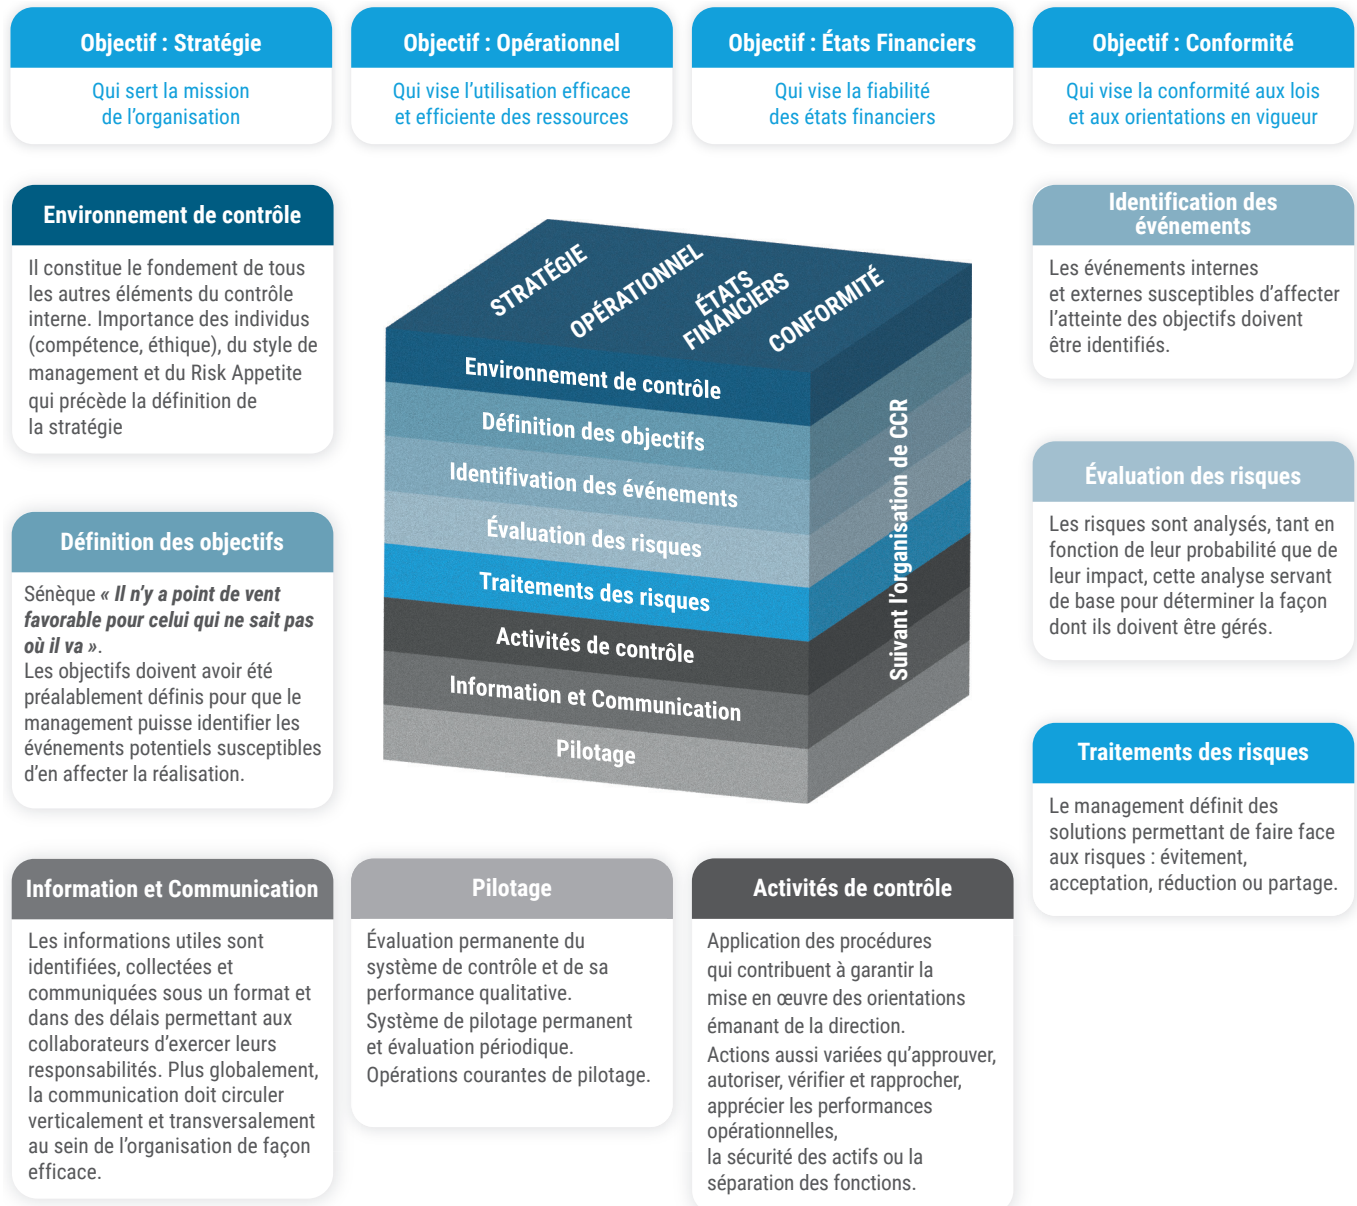 Objectif : Stratégie
Qui sert la mission
de l'organisation
Objectif : Opérationnel
Qui vise l'utilisation efficace
et efficiente des ressources
Objectif : États Financiers
Qui vise la fiabilité
des états financiers
Objectif : Conformité
Qui vise la conformité aux lois
et aux orientations en vigueur
Environnement de contrôle
Il constitue le fondement de tous
les autres éléments du contrôle
interne. Importance des individus
(compétence, éthique), du style de
management et du Risk Appetite
qui précède la définition de
la stratégie
Définition des objectifs
Sénèque « Il n'y a point de vent
favorable pour celui qui ne sait pas
où il va ».
Les objectifs doivent avoir été
préalablement définis pour que le
management puisse identifier les
événements potentiels susceptibles
d'en affecter la réalisation.
STRATÉGIE
OPÉRATIONNEL
ÉTATS
FINANCIERS
CONFORMITÉ
Environnement de contrôle
Définition des objectifs
Identifivation des événements
Évaluation des risques
Traitements des risques
Activités de contrôle
Information et Communication
Pilotage
Suivant l'organisation de CCR
Identification des
événements
Les événements internes
et externes susceptibles d'affecter
l'atteinte des objectifs doivent
être identifiés.
Évaluation des risques
Les risques sont analysés, tant en
fonction de leur probabilité que de
leur impact, cette analyse servant
de base pour déterminer la façon
dont ils doivent être gérés.
Traitements des risques
Le management définit des
solutions permettant de faire face
aux risques : évitement,
acceptation, réduction ou partage.
Information et Communication
Les informations utiles sont
identifiées, collectées et
communiquées sous un format et
dans des délais permettant aux
collaborateurs d'exercer leurs
responsabilités. Plus globalement,
la communication doit circuler
verticalement et transversalement
au sein de l'organisation de façon
efficace.
Pilotage
Évaluation permanente du
système de contrôle et de sa
performance qualitative.
Système de pilotage permanent
et évaluation périodique.
Opérations courantes de pilotage.
Activités de contrôle
Application des procédures
qui contribuent à garantir la
mise en œuvre des orientations
émanant de la direction.
Actions aussi variées qu'approuver,
autoriser, vérifier et rapprocher,
apprécier les performances
opérationnelles,
la sécurité des actifs ou la
séparation des fonctions.